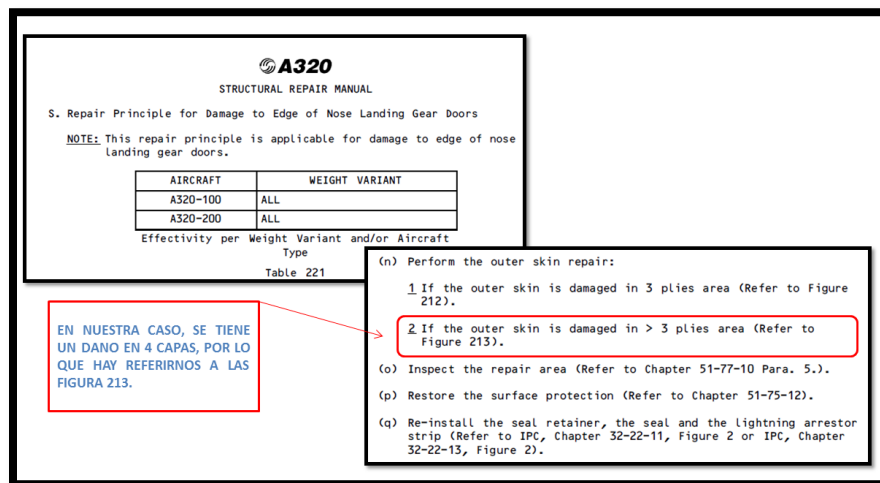 A320
STRUCTURAL REPAIR MANUAL
S. Repair Principle for Damage to Edge of Nose Landing Gear Doors
NOTE: This repair principle is applicable for damage to edge of nose
landing gear doors.
AIRCRAFT WEIGHT VARIANT
A320-100 ALL
A320-200 ALL
Effectivity per Weight Variant and/or Aircraft
Type
Table 221
EN NUESTRA CASO, SE TIENE
UN DANO EN 4 CAPAS, POR LO
QUE HAY REFERIRNOS A LAS
FIGURA 213.
(n) Perform the outer skin repair:
1 If the outer skin is damaged in 3 plies area (Refer to Figure
212).
2 If the outer skin is damaged in > 3 plies area (Refer to
Figure 213).
(o) Inspect the repair area (Refer to Chapter 51-77-10 Para. 5.).
(p) Restore the surface protection (Refer to Chapter 51-75-12).
(q) Re-install the seal retainer, the seal and the lightning arrestor
strip (Refer to IPC, Chapter 32-22-11, Figure 2 or IPC, Chapter
32-22-13, Figure 2).